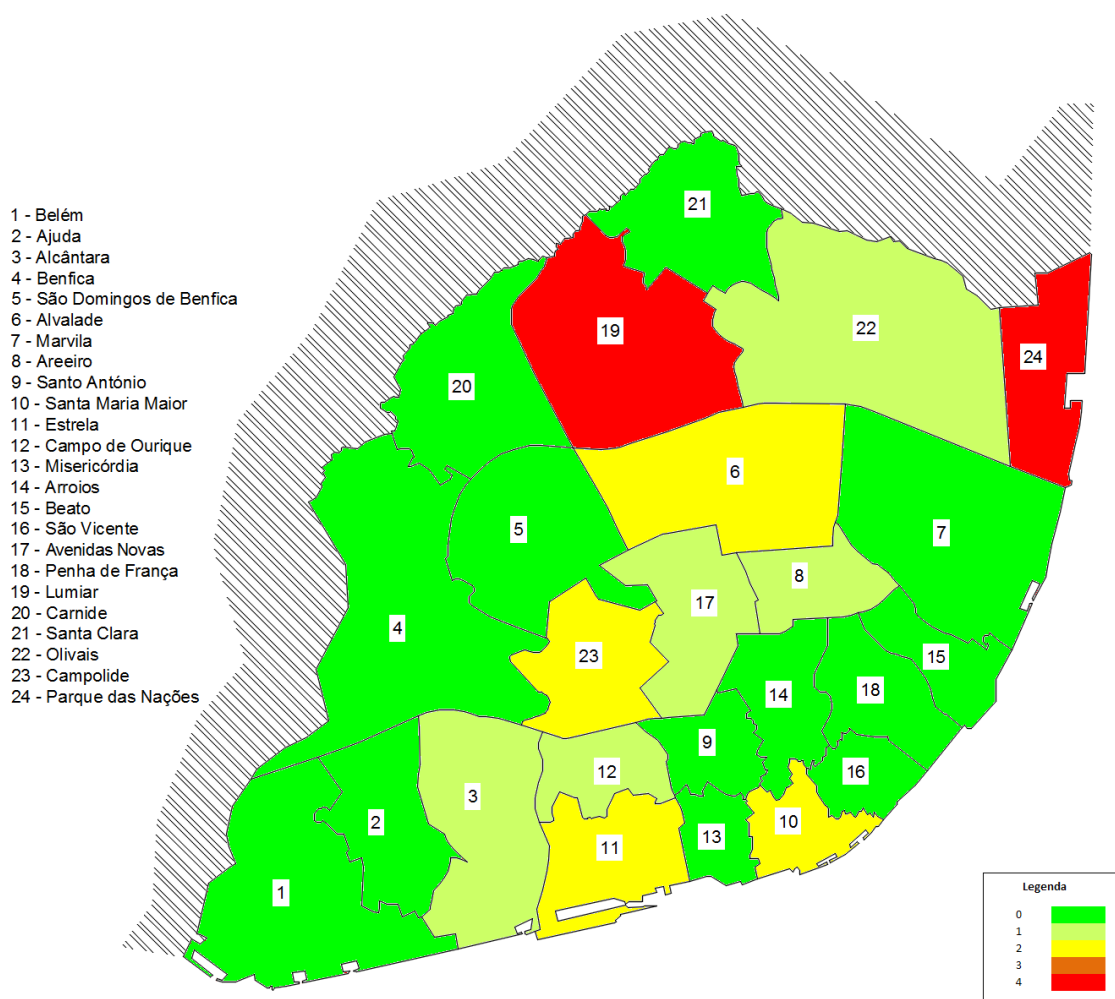 1 - Belém
2 - Ajuda
3 - Alcântara
4 - Benfica
5 - São Domingos de Benfica
6 - Alvalade
7 - Marvila
8 - Areeiro
9 - Santo António
10 - Santa Maria Maior
11 - Estrela
12 - Campo de Ourique
13 - Misericórdia
14 - Arroios
15 - Beato
16 - São Vicente
17 - Avenidas Novas
18 - Penha de França
19 - Lumiar
20 - Carnide
21 - Santa Clara
22 - Olivais
23 - Campolide
24 - Parque das Nações
21
19
22
24
20
6
5
7
8
17
4
23
15
14
18
9
12
16
3
2
10
13
11
1
Legenda
0
1
2
3
4